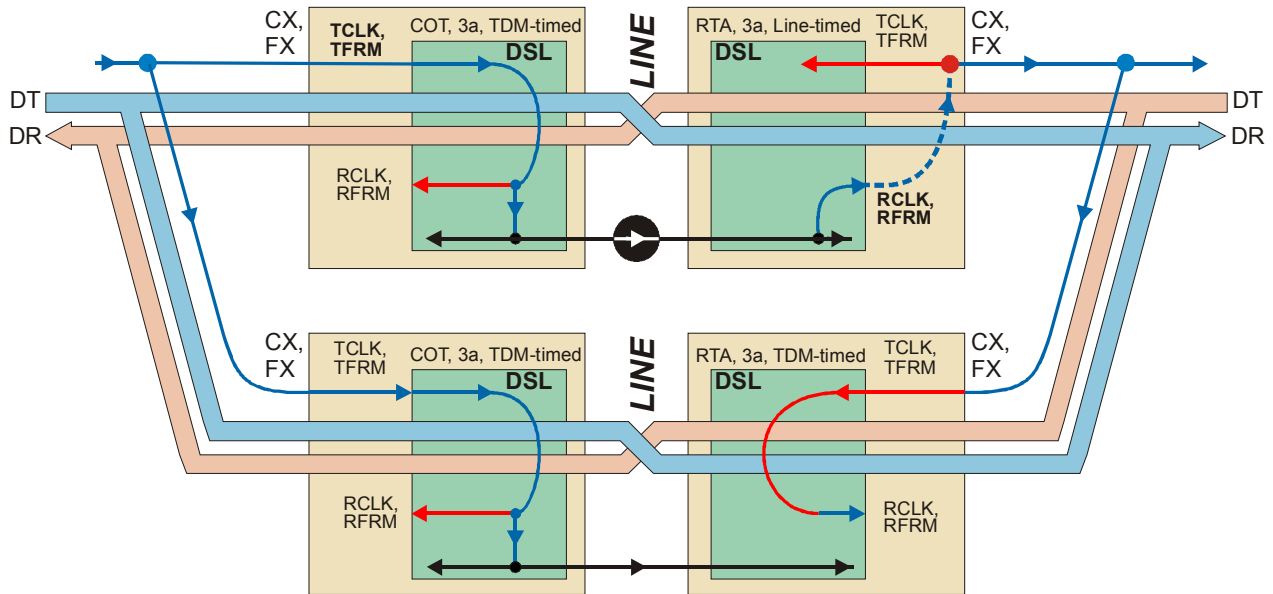 CX,
FX
TCLK,
TFRM
COT, 3a, TDM-timed
DSL
LINE
RTA, 3a, Line-timed
DSL
TCLK,
TFRM
CX,
FX
DT
DR
DT
DR
RCLK,
RFRM
RCLK,
RFRM
CX,
FX
TCLK,
TFRM
COT, 3a, TDM-timed
DSL
LINE
RTA, 3a, TDM-timed
DSL
TCLK,
TFRM
CX,
FX
RCLK,
RFRM
RCLK,
RFRM